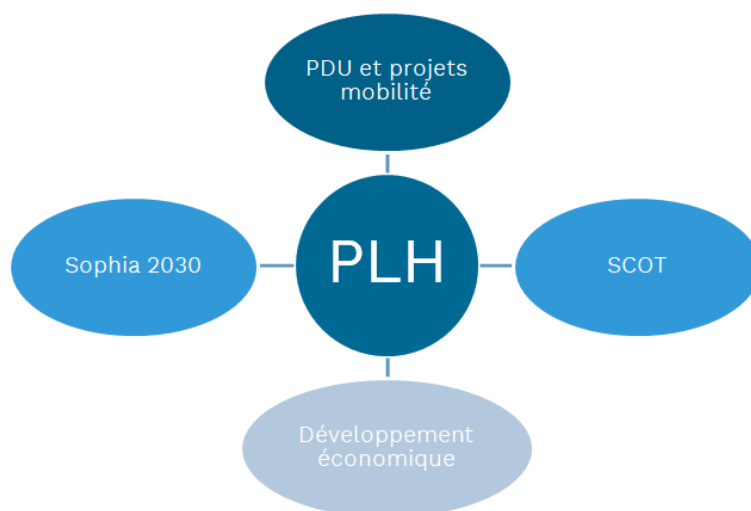 PDU et projets
mobilité
Sophia 2030
PLH
SCOT
Développement
économique